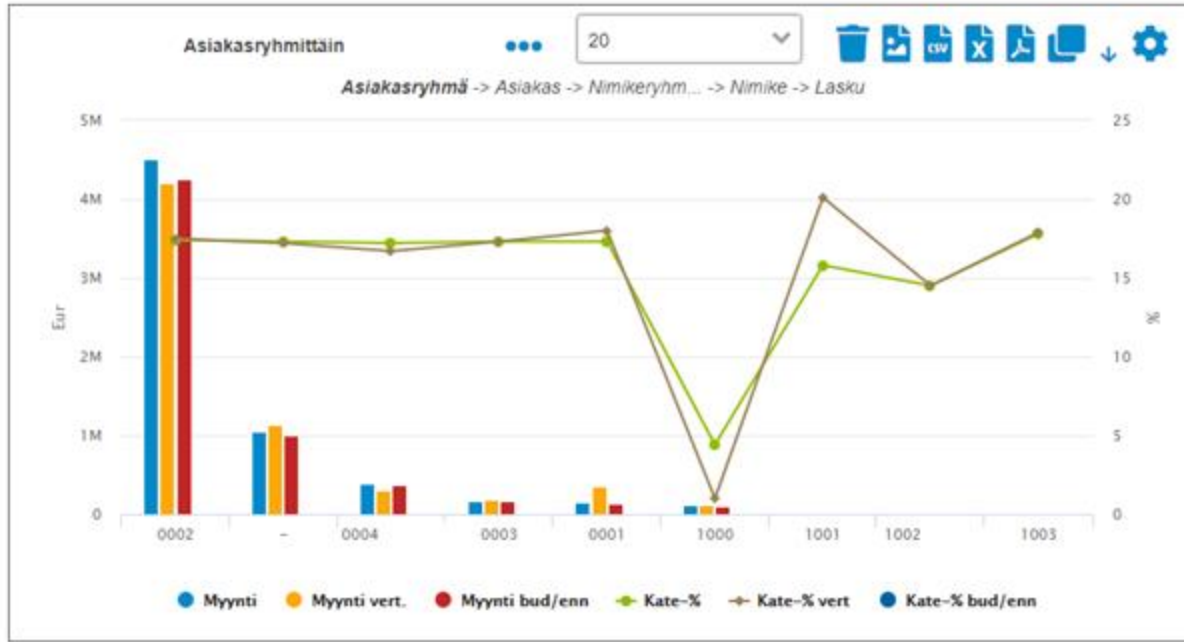 Asiakasryhmittäin
20
CSV
X
Asiakasryhmä -> Asiakas -> Nimikeryhm... -> Nimike -> Lasku
5M
25
4M
20
3M
15
2M
10
1M
5
0
0
Eur
%
0002
-
0004
0003
0001
1000
1001
1002
1003
Myynti
Myynti vert.
Myynti bud/enn
Kate-%
Kate-% vert
Kate-% bud/enn